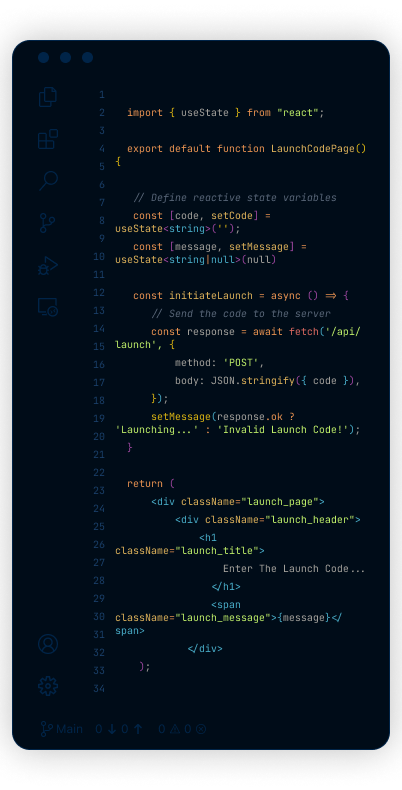 1
2 import { useState } from "react";
3
4 export default function LaunchCodePage()
5 {
6
7 // Define reactive state variables
8 const [code, setCode] =
useState<string>('');
9 const [message, setMessage] =
10 useState<string|null>(null)
11
12 const initiateLaunch = async () => {
13 // Send the code to the server
14 const response = await fetch('/api/
15 launch', {
16 method: 'POST',
17 body: JSON.stringify({ code }),
18 });
19 setMessage(response.ok ?
20 'Launching...' : 'Invalid Launch Code!');
21 }
22
23 return (
24 <div className="launch_page">
25 <div className="launch_header">
26 <h1
className="launch_title">
27 Enter The Launch Code...
28 </h1>
29 <span
30 className="launch_message">{message}</
31 span>
32 </div>
33 );
34
Main 0 ↓ 0 ↑ 0 0